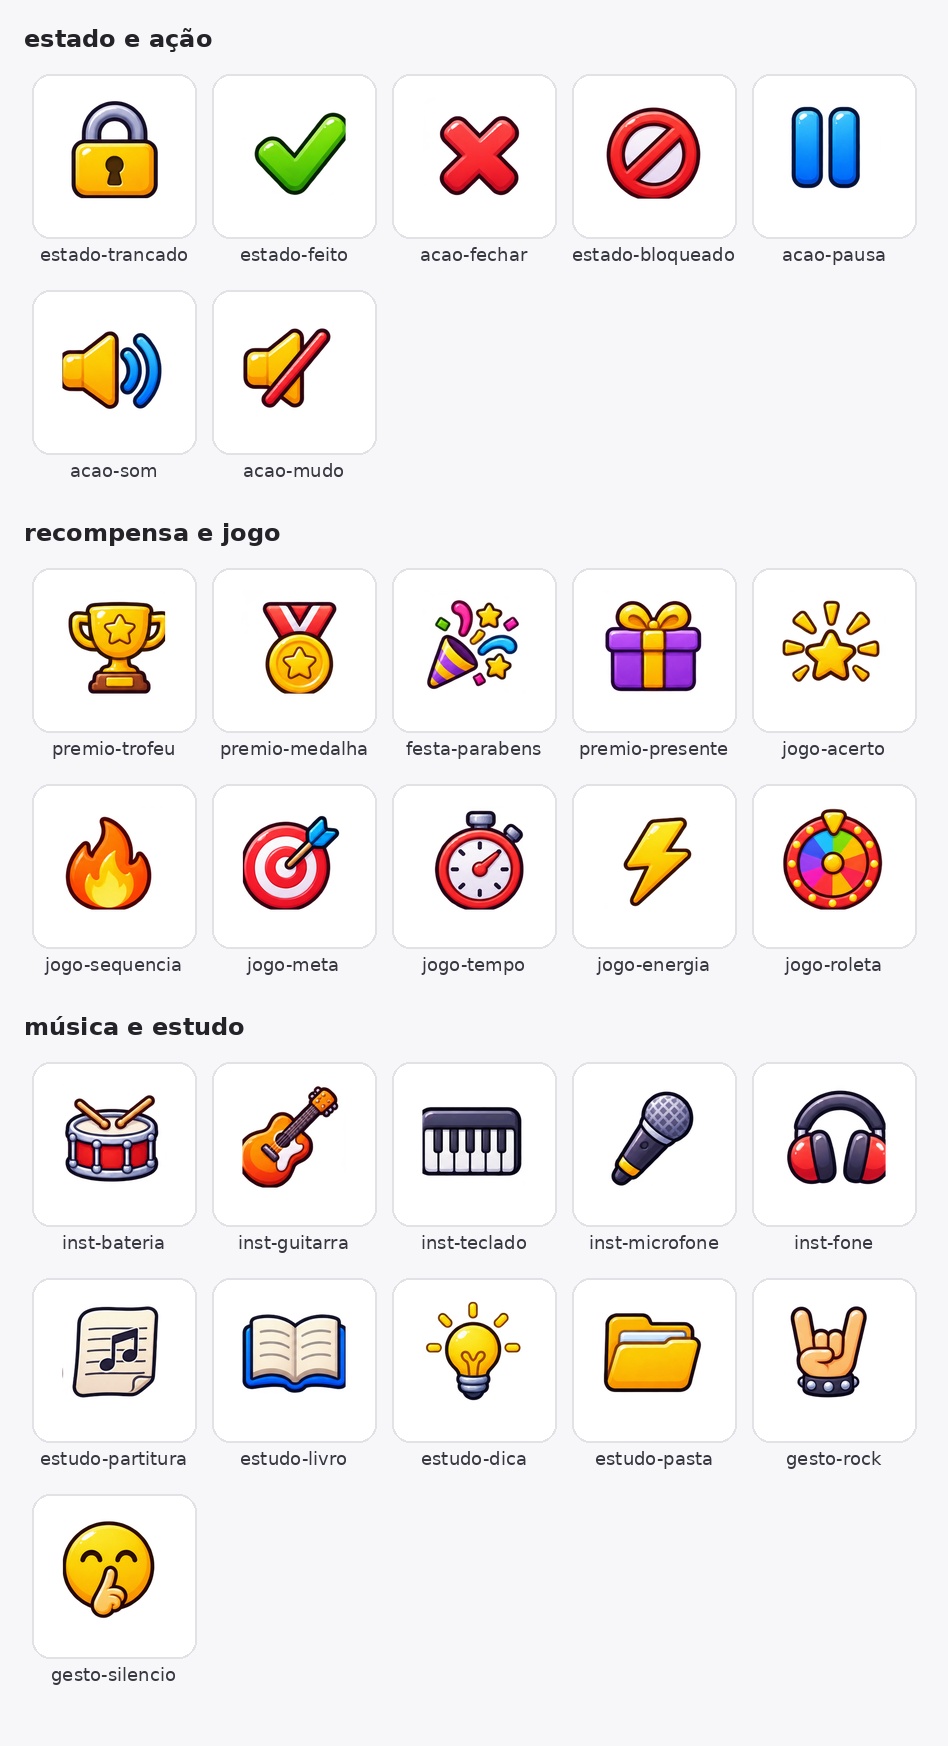 estado e ação
estado-trancado
estado-feito
acao-fechar
estado-bloqueado
acao-pausa
acao-som
acao-mudo
recompensa e jogo
premio-trofeu
premio-medalha
festa-parabens
premio-presente
jogo-acerto
jogo-sequencia
jogo-meta
jogo-tempo
jogo-energia
jogo-roleta
música e estudo
inst-bateria
inst-guitarra
inst-teclado
inst-microfone
inst-fone
estudo-partitura
estudo-livro
estudo-dica
estudo-pasta
gesto-rock
gesto-silencio